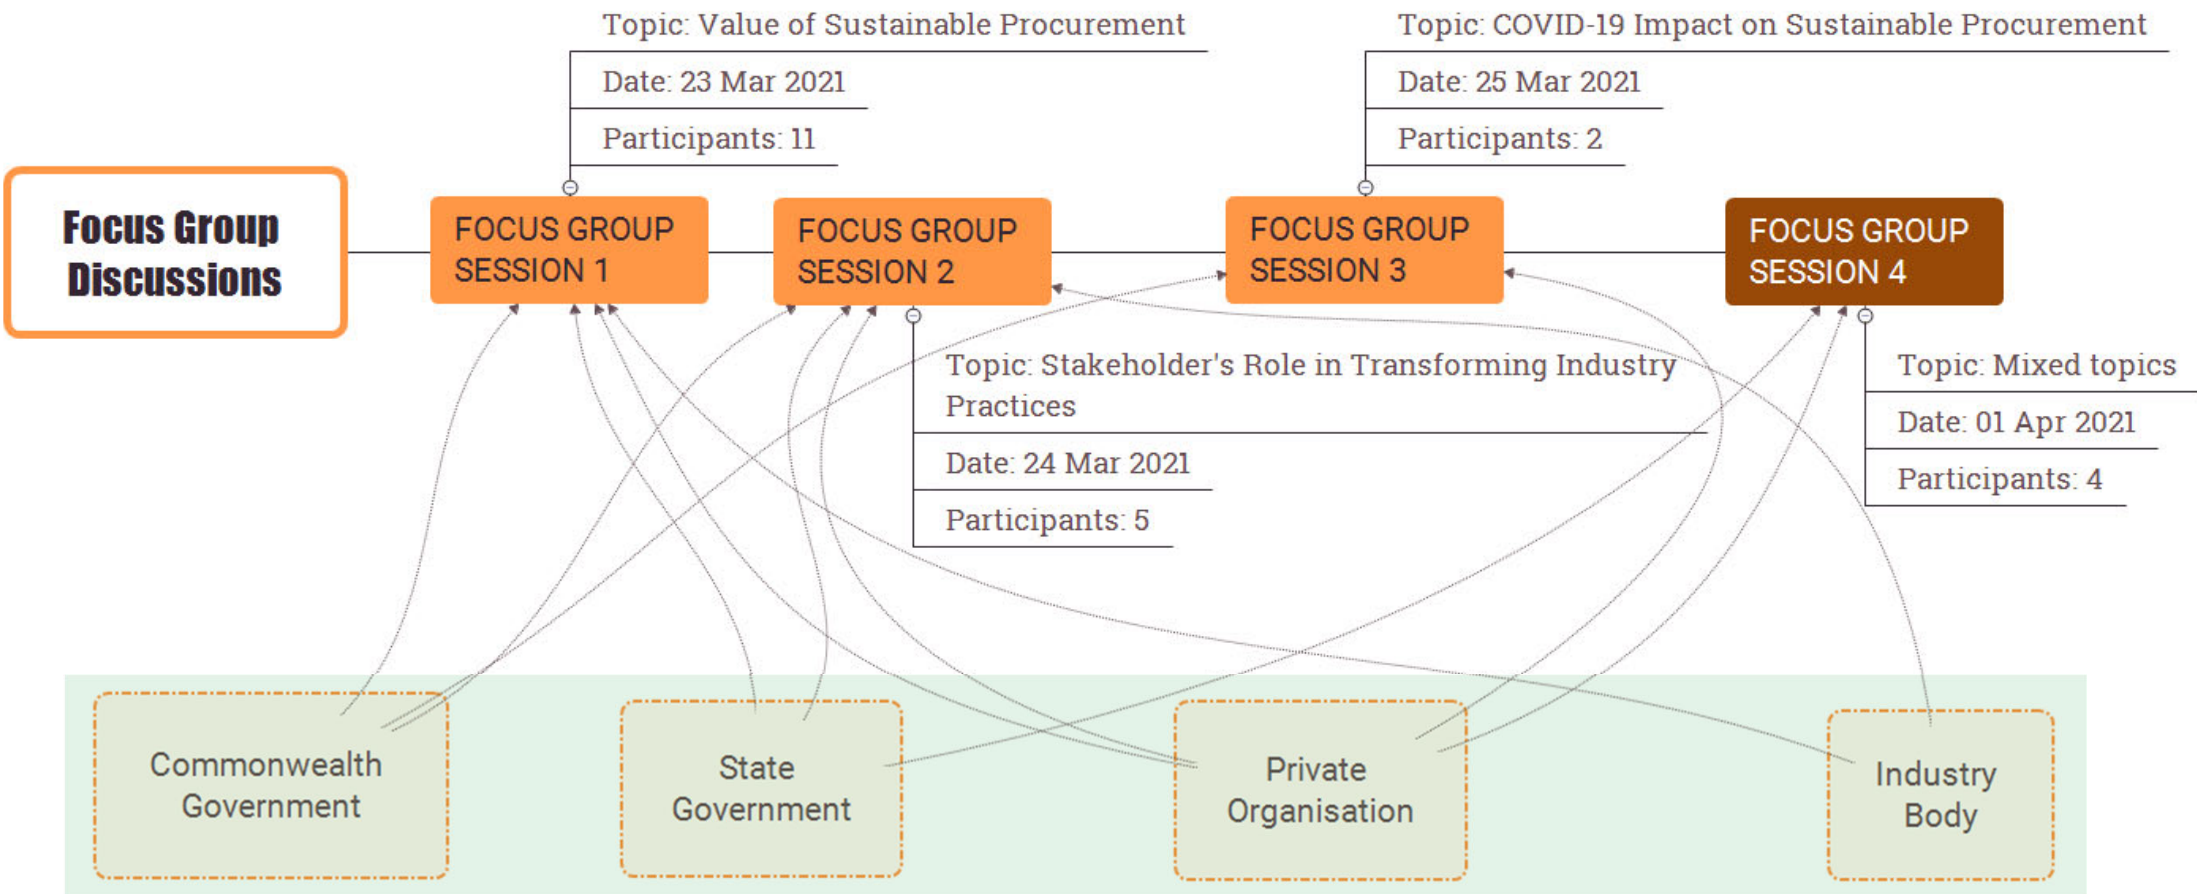 Topic: Value of Sustainable Procurement
Date: 23 Mar 2021
Participants: 11
Topic: COVID-19 Impact on Sustainable Procurement
Date: 25 Mar 2021
Participants: 2
Focus Group
Discussions
FOCUS GROUP
SESSION 1
FOCUS GROUP
SESSION 2
FOCUS GROUP
SESSION 3
FOCUS GROUP
SESSION 4
Topic: Stakeholder's Role in Transforming Industry
Practices
Date: 24 Mar 2021
Participants: 5
Topic: Mixed topics
Date: 01 Apr 2021
Participants: 4
Commonwealth
Government
State
Government
Private
Organisation
Industry
Body